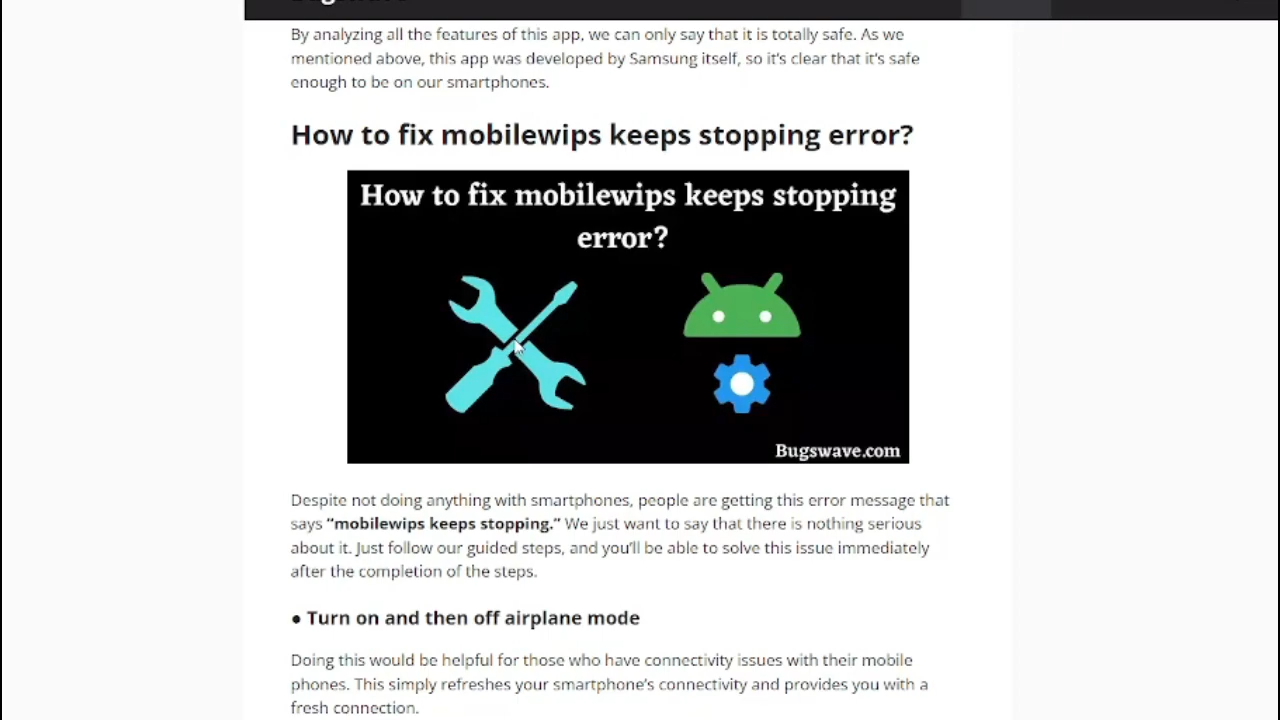 By analyzing all the features of this app, we can only say that it is totally safe. As we
mentioned above, this app was developed by Samsung itself, so it's clear that it's safe
enough to be on our smartphones.
How to fix mobilewips keeps stopping error?
How to fix mobilewips keeps stopping
error?
Bugswave.com
Despite not doing anything with smartphones, people are getting this error message that
says “mobilewips keeps stopping.” We just want to say that there is nothing serious
about it. Just follow our guided steps, and you'll be able to solve this issue immediately
after the completion of the steps.
● Turn on and then off airplane mode
Doing this would be helpful for those who have connectivity issues with their mobile
phones. This simply refreshes your smartphone's connectivity and provides you with a
fresh connection.